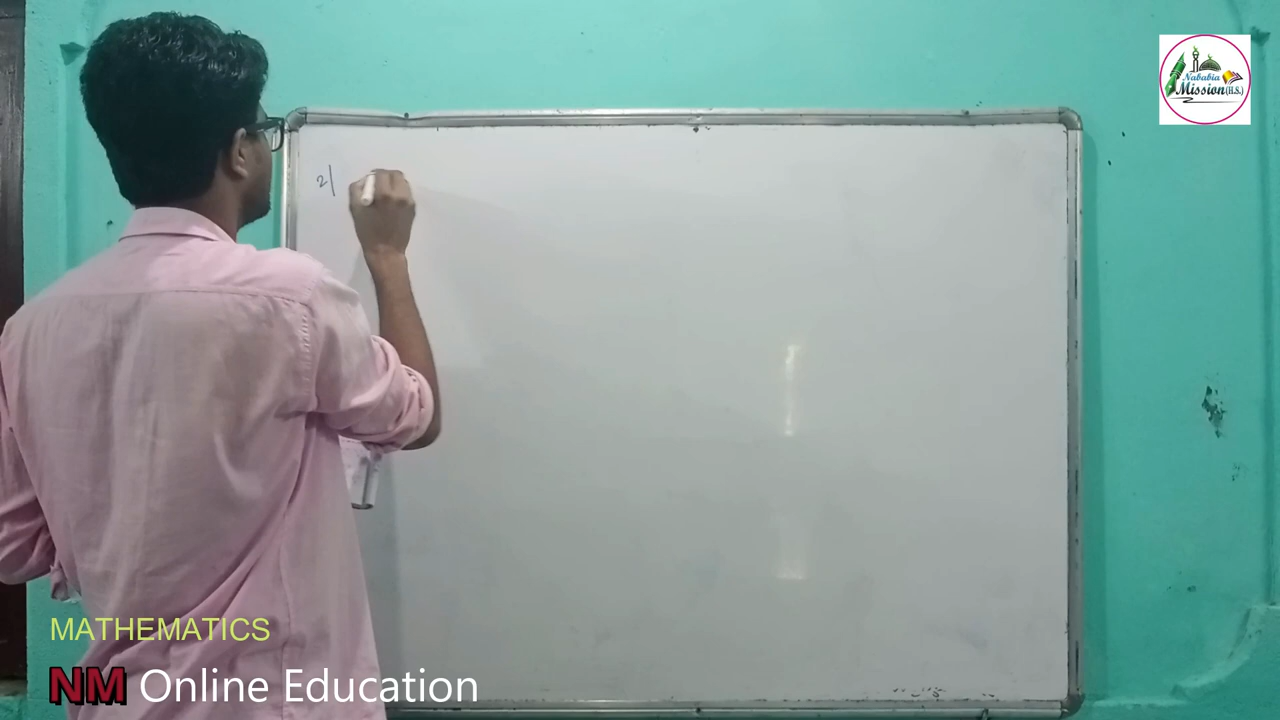 Nababia
Mission(H.S.)
2)
MATHEMATICS
NM Online Education